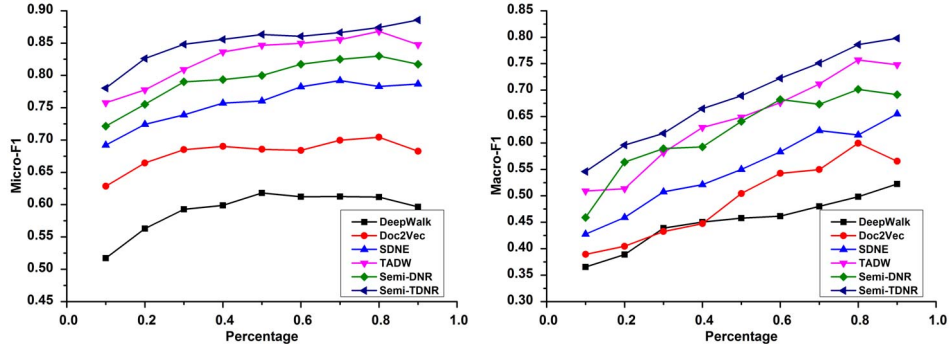 0.90
0.85
0.80
0.75
0.70
0.65
0.60
0.55
0.50
0.45
Micro-F1
DeepWalk
Doc2Vec
SDNE
TADW
Semi-DNR
Semi-TDNR
0.0 0.2 0.4 0.6 0.8 1.0
Percentage
0.85
0.80
0.75
0.70
0.65
0.60
0.55
0.50
0.45
0.40
0.35
0.30
Macro-F1
DeepWalk
Doc2Vec
SDNE
TADW
Semi-DNR
Semi-TDNR
0.0 0.2 0.4 0.6 0.8 1.0
Percentage